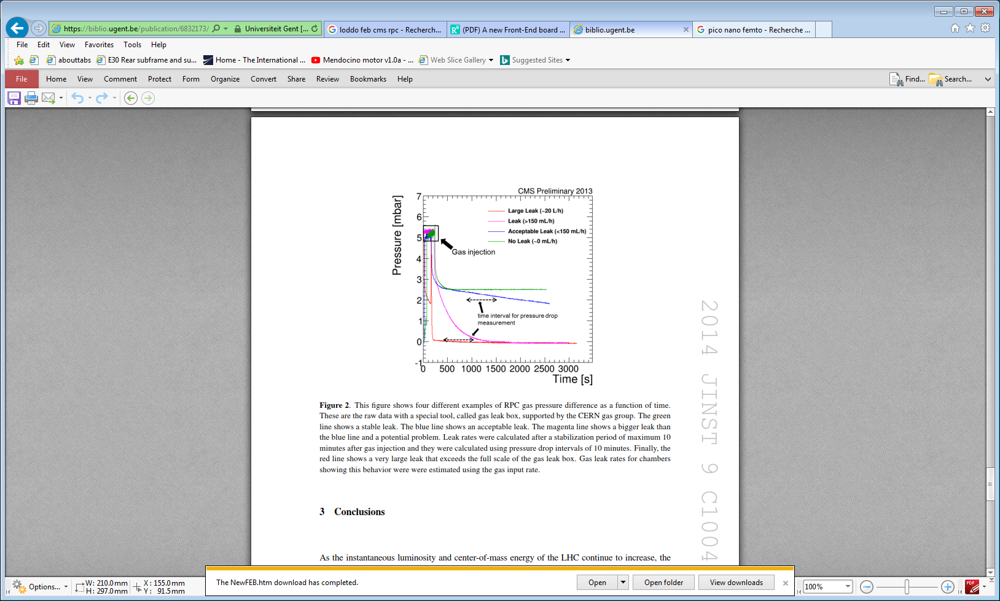 https://biblio.ugent.be/publication/6832173/
Universiteit Gent [...
loddo feb cms rpc - Recherch...
(PDF) A new Front-End board ...
biblio.ugent.be
pico nano femto - Recherche ...
File Edit View Favorites Tools Help
abouttabs
E30 Rear subframe and su...
Home - The International ...
Mendocino motor v1.0a - ...
Web Slice Gallery
Suggested Sites
File Home View Comment Protect Form Organize Convert Share Review Bookmarks Help
Find...
Search...
CMS Preliminary 2013
Pressure [mbar]
7
6
5
4
3
2
1
0
-1
Large Leak (~20 L/h)
Leak (>150 mL/h)
Acceptable Leak (<150 mL/h)
No Leak (~0 mL/h)
Gas injection
time interval for pressure drop
measurement
0 500 1000 1500 2000 2500 3000
Time [s]
Figure 2. This figure shows four different examples of RPC gas pressure difference as a function of time.
These are the raw data with a special tool, called gas leak box, supported by the CERN gas group. The green
line shows a stable leak. The blue line shows an acceptable leak. The magenta line shows a bigger leak than
the blue line and a potential problem. Leak rates were calculated after a stabilization period of maximum 10
minutes after gas injection and they were calculated using pressure drop intervals of 10 minutes. Finally, the
red line shows a very large leak that exceeds the full scale of the gas leak box. Gas leak rates for chambers
showing this behavior were were estimated using the gas input rate.
3 Conclusions
As the instantaneous luminosity and center-of-mass energy of the LHC continue to increase, the
2014 JINST 9 C1004
The NewFEB.htm download has completed.
Open
Open folder
View downloads
Options...
W: 210.0 mm
H: 297.0 mm
X : 155.0 mm
Y : 91.5 mm
100%
PDF